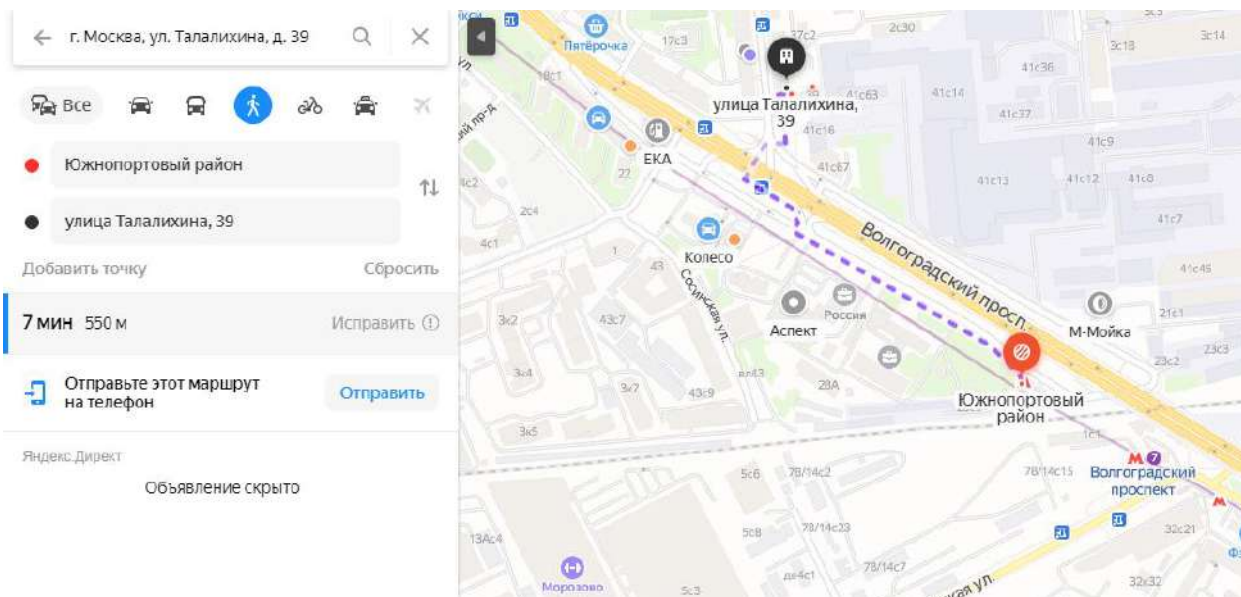 г. Москва, ул. Талалихина, д. 39
Все
Южнопортовый район
улица Талалихина, 39
Добавить точку
Сбросить
7 мин 550 м
Исправить
Отправьте этот маршрут
на телефон
Отправить
Яндекс.Директ
Объявление скрыто
Пятёрочка
17с3
37с2
2с30
3с18
3с14
18с1
41с36
улица Талалихина,
39
41с63
41с14
41с37
41с16
41с9
ЕКА
22
41с67
41с13
41с12
41с8
2с4
41с7
4с1
1
Колесо
43
Волгоградский просп.
Сосинская ул.
41с46
3к2
43с7
Аспект
Россия
М-Мойка
21с1
23с2
23с3
3к4
3к7
43с9
вл43
28А
Южнопортовый
район
3к5
1с1
5с6
78/14с2
78/14с15
7
Волгоградский
проспект
13Ас4
5с8
78/14с23
32с21
Морозово
78/14с7
5с3
32с32